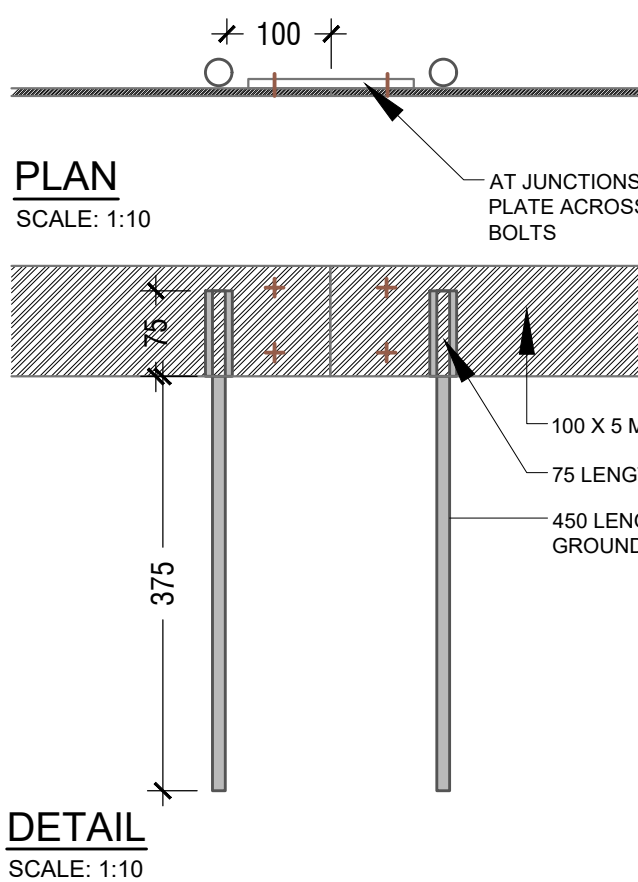 100
PLAN
SCALE: 1:10
AT JUNCTIONS
PLATE ACROSS
BOLTS
75
100 X 5 M
75 LENG
450 LENG
GROUND
375
DETAIL
SCALE: 1:10